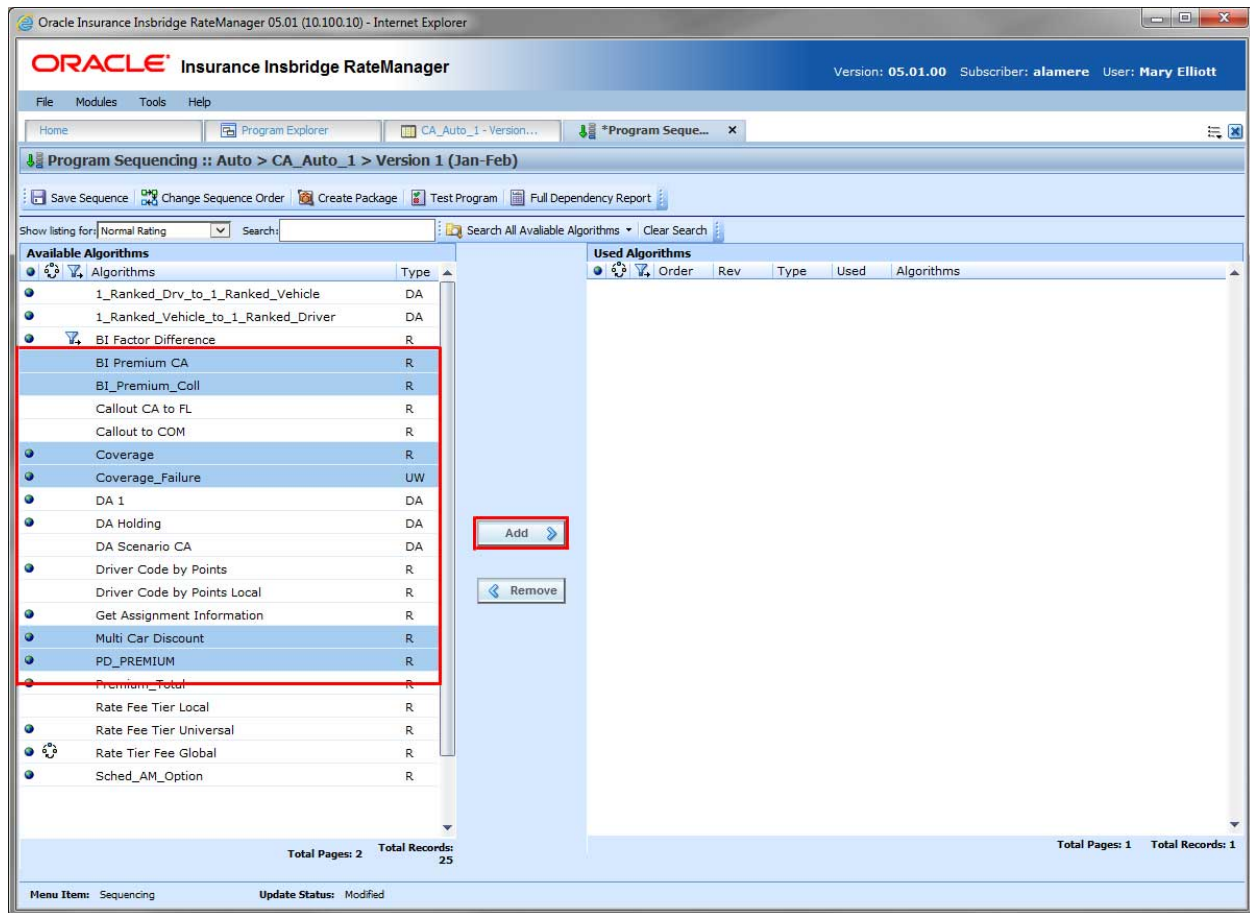 Oracle Insurance Insbridge RateManager 05.01 (10.100.10) - Internet Explorer
ORACLE Insurance Insbridge RateManager
Version: 05.01.00 Subscriber: alamere User: Mary Elliott
File Modules Tools Help
Home Program Explorer CA_Auto_1 - Version... *Program Seque... x
Program Sequencing :: Auto > CA_Auto_1 > Version 1 (Jan-Feb)
Save Sequence Change Sequence Order Create Package Test Program Full Dependency Report
Show listing for: Normal Rating Search: Search All Avaliable Algorithms Clear Search
Available Algorithms
Algorithms Type
1_Ranked_Drv_to_1_Ranked_Vehicle DA
1_Ranked_Vehicle_to_1_Ranked_Driver DA
BI Factor Difference R
BI Premium CA R
BI_Premium_Coll R
Callout CA to FL R
Callout to COM R
Coverage R
Coverage_Failure UW
DA 1 DA
DA Holding DA
DA Scenario CA DA
Driver Code by Points R
Driver Code by Points Local R
Get Assignment Information R
Multi Car Discount R
PD_PREMIUM R
Premium_Total R
Rate Fee Tier Local R
Rate Fee Tier Universal R
Rate Tier Fee Global R
Sched_AM_Option R
Total Pages: 2 Total Records: 25
Add
Remove
Used Algorithms
Order Rev Type Used Algorithms
Total Pages: 1 Total Records: 1
Menu Item: Sequencing Update Status: Modified